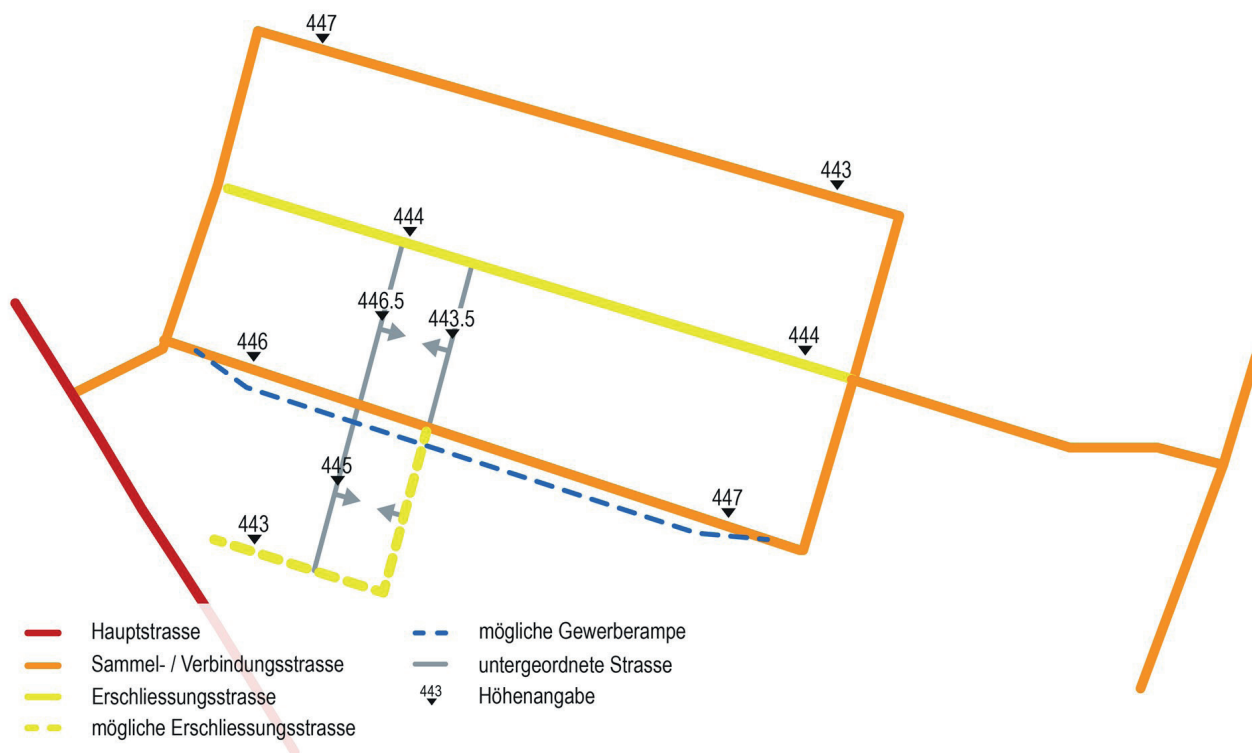 447
443
444
446.5
443.5
446
444
445
447
443
Hauptstrasse
Sammel- / Verbindungsstrasse
Erschliessungsstrasse
mögliche Erschliessungsstrasse
mögliche Gewerberampe
untergeordnete Strasse
443 Höhenangabe